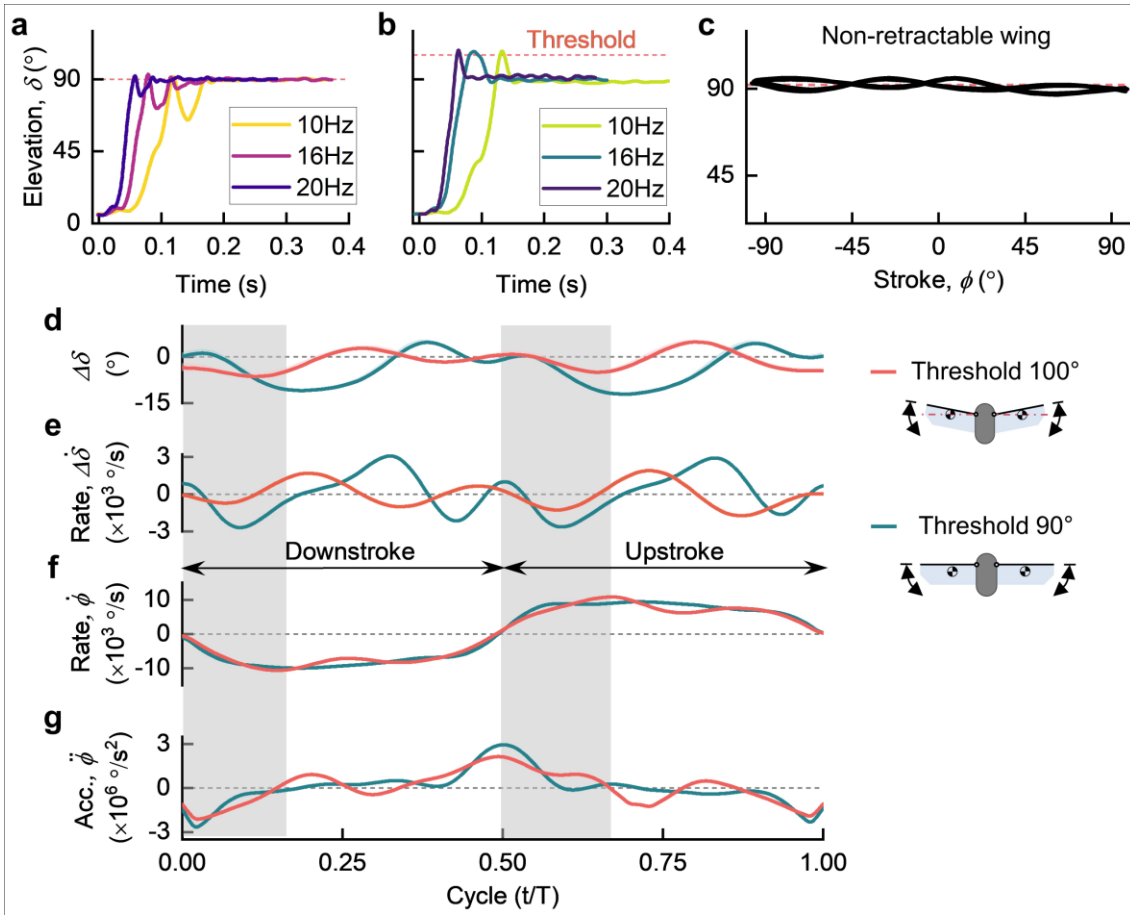 a
b
c
Elevation, δ (°)
90
45
0
10Hz
16Hz
20Hz
0.0 0.1 0.2 0.3 0.4
Time (s)
Threshold
10Hz
16Hz
20Hz
0.0 0.1 0.2 0.3 0.4
Time (s)
Non-retractable wing
90
45
-90 -45 0 45 90
Stroke, ϕ (°)
d
Δδ
(°)
0
-15
e
Rate, Δδ̇
(×10³ °/s)
3
0
-3
Downstroke
Upstroke
f
Rate, ϕ̇
(×10³ °/s)
10
0
-10
g
Acc., ϕ̈
(×10⁶ °/s²)
3
0
-3
0.00 0.25 0.50 0.75 1.00
Cycle (t/T)
Threshold 100°
Threshold 90°